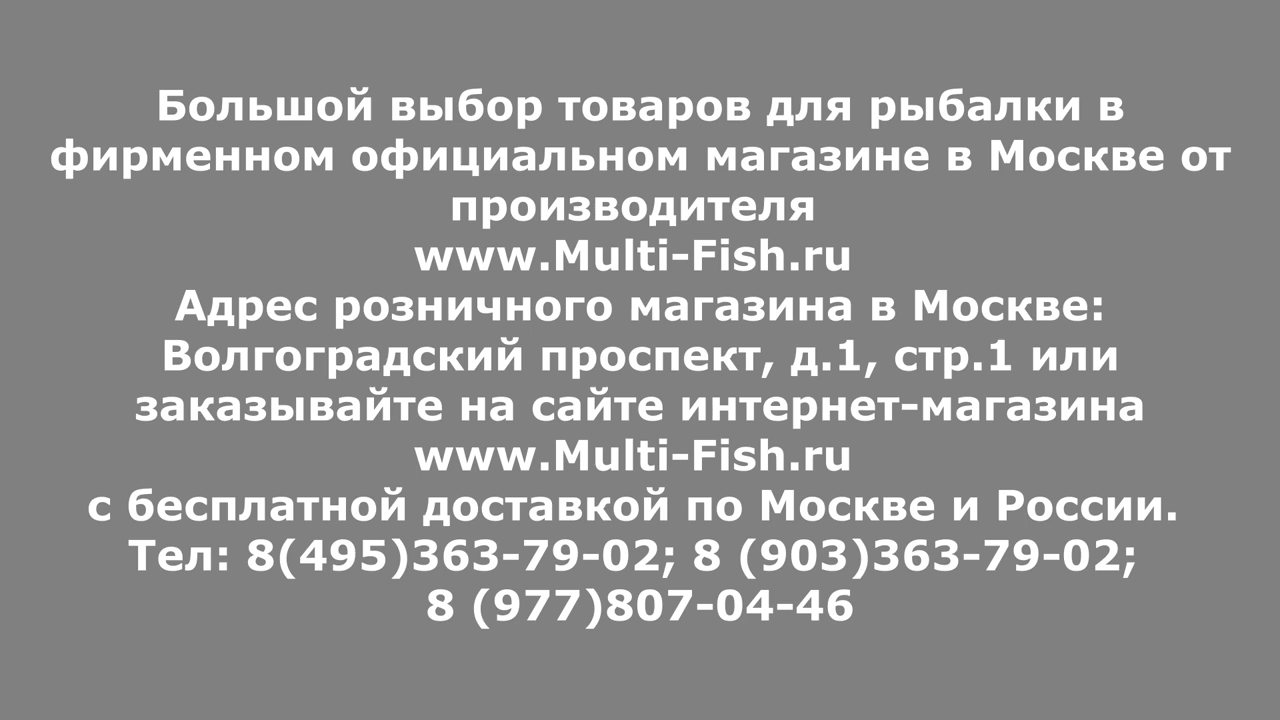 Большой выбор товаров для рыбалки в
фирменном официальном магазине в Москве от
производителя
www.Multi-Fish.ru
Адрес розничного магазина в Москве:
Волгоградский проспект, д.1, стр.1 или
заказывайте на сайте интернет-магазина
www.Multi-Fish.ru
с бесплатной доставкой по Москве и России.
Тел: 8(495)363-79-02; 8 (903)363-79-02;
8 (977)807-04-46